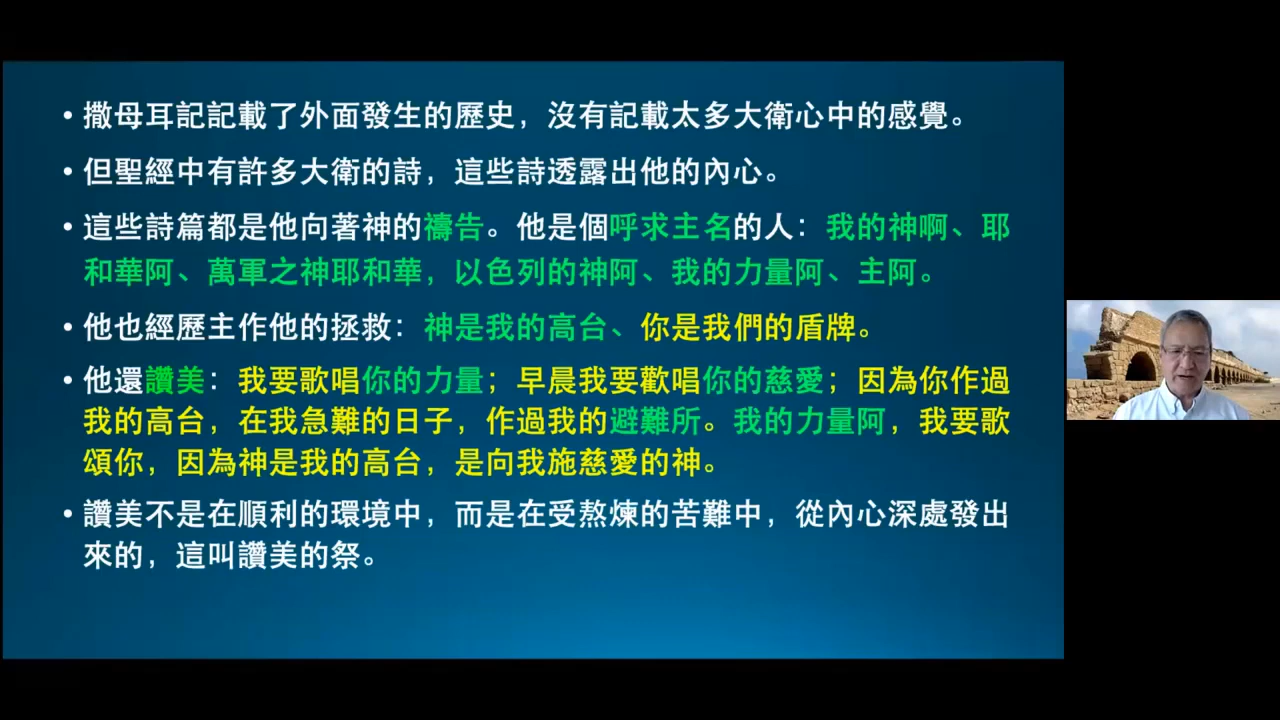 • 撒母耳記記載了外面發生的歷史，沒有記載太多大衛心中的感覺。
• 但聖經中有許多大衛的詩，這些詩透露出他的內心。
• 這些詩篇都是他向著神的禱告。他是個呼求主名的人：我的神啊、耶
和華阿、萬軍之神耶和華，以色列的神阿、我的力量阿、主阿。
• 他也經歷主作他的拯救：神是我的高台、你是我們的盾牌。
• 他還讚美：我要歌唱你的力量；早晨我要歡唱你的慈愛；因為你作過
我的高台，在我急難的日子，作過我的避難所。我的力量阿，我要歌
頌你，因為神是我的高台，是向我施慈愛的神。
• 讚美不是在順利的環境中，而是在受熬煉的苦難中，從內心深處發出
來的，這叫讚美的祭。